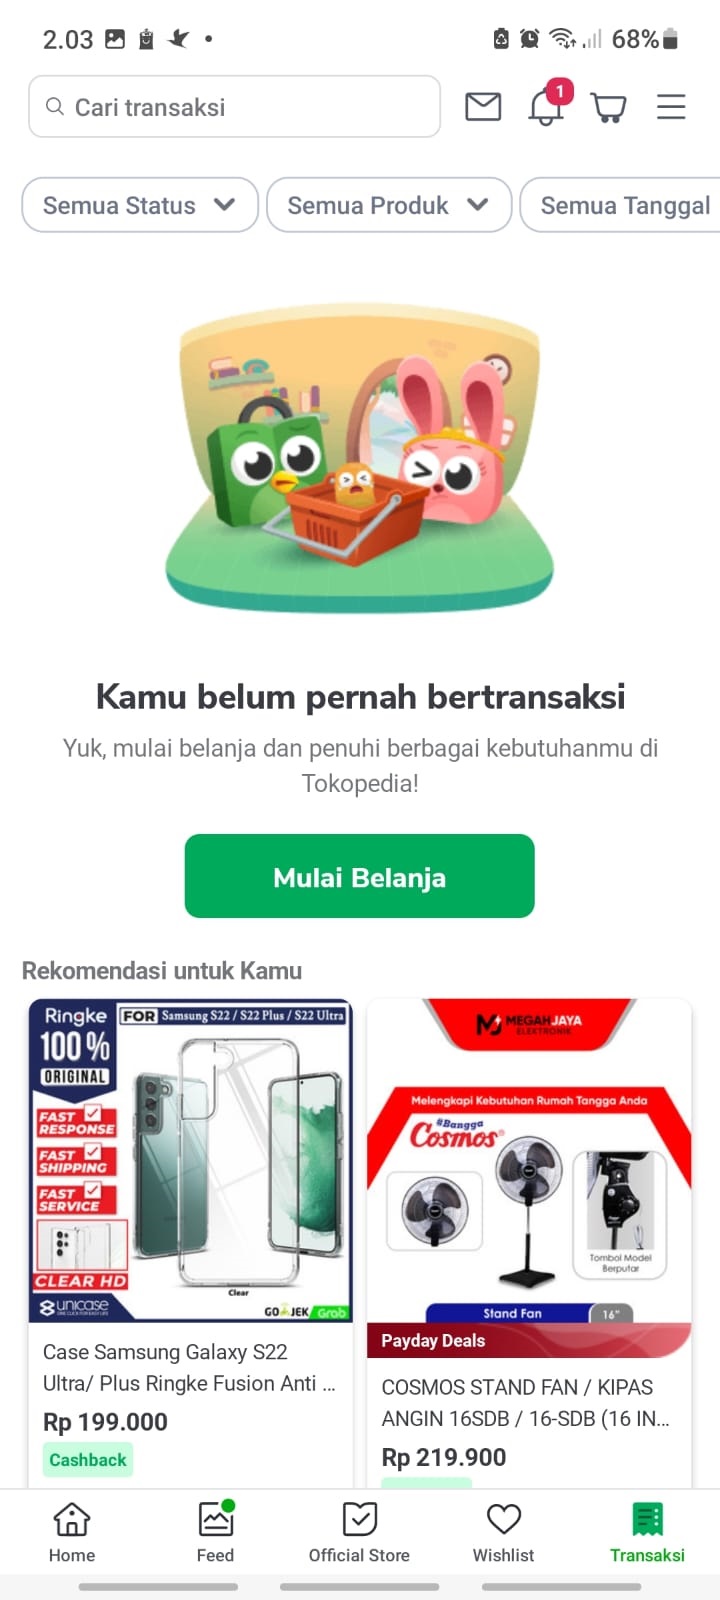 2.03
68%
Cari transaksi
1
Semua Status
Semua Produk
Semua Tanggal
Kamu belum pernah bertransaksi
Yuk, mulai belanja dan penuhi berbagai kebutuhanmu di
Tokopedia!
Mulai Belanja
Rekomendasi untuk Kamu
Ringke
FOR Samsung S22 / S22 Plus / S22 Ultra
100%
ORIGINAL
FAST
RESPONSE
FAST
SHIPPING
FAST
SERVICE
CLEAR HD
Clear
unicase
GOJEK Grab
Case Samsung Galaxy S22
Ultra/ Plus Ringke Fusion Anti ...
Rp 199.000
Cashback
MEGAH JAYA
ELEKTRONIK
Melengkapi Kebutuhan Rumah Tangga Anda
#Bangga
Cosmos
Tombol Model
Berputar
Stand Fan
16"
Payday Deals
COSMOS STAND FAN / KIPAS
ANGIN 16SDB / 16-SDB (16 IN...
Rp 219.900
Home
Feed
Official Store
Wishlist
Transaksi